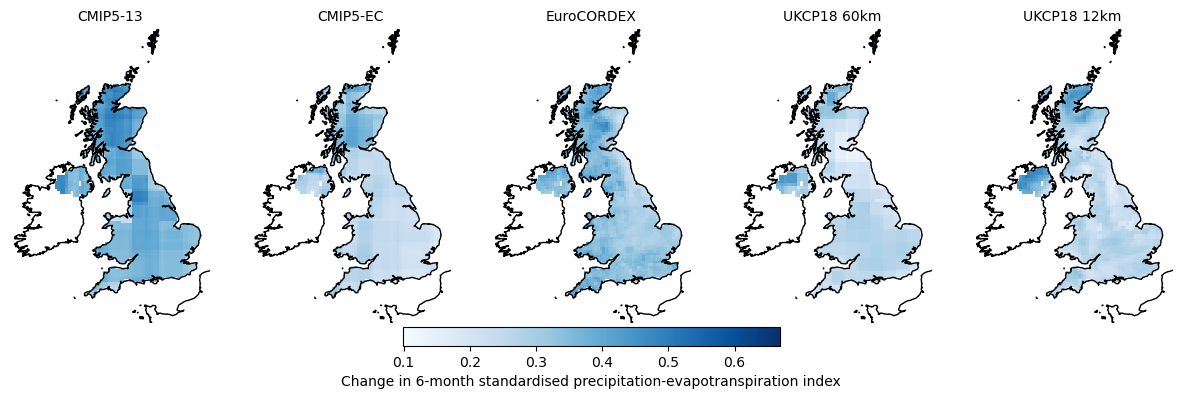 CMIP5-13 CMIP5-EC EuroCORDEX UKCP18 60km UKCP18 12km
0.1 0.2 0.3 0.4 0.5 0.6
Change in 6-month standardised precipitation-evapotranspiration index